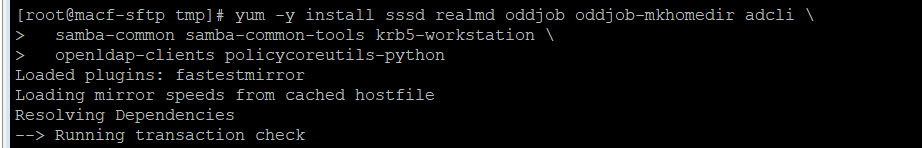 [root@macf-sftp tmp]# yum -y install sssd realmd oddjob oddjob-mkhomedir adcli \
>   samba-common samba-common-tools krb5-workstation \
>   openldap-clients policycoreutils-python
Loaded plugins: fastestmirror
Loading mirror speeds from cached hostfile
Resolving Dependencies
--> Running transaction check